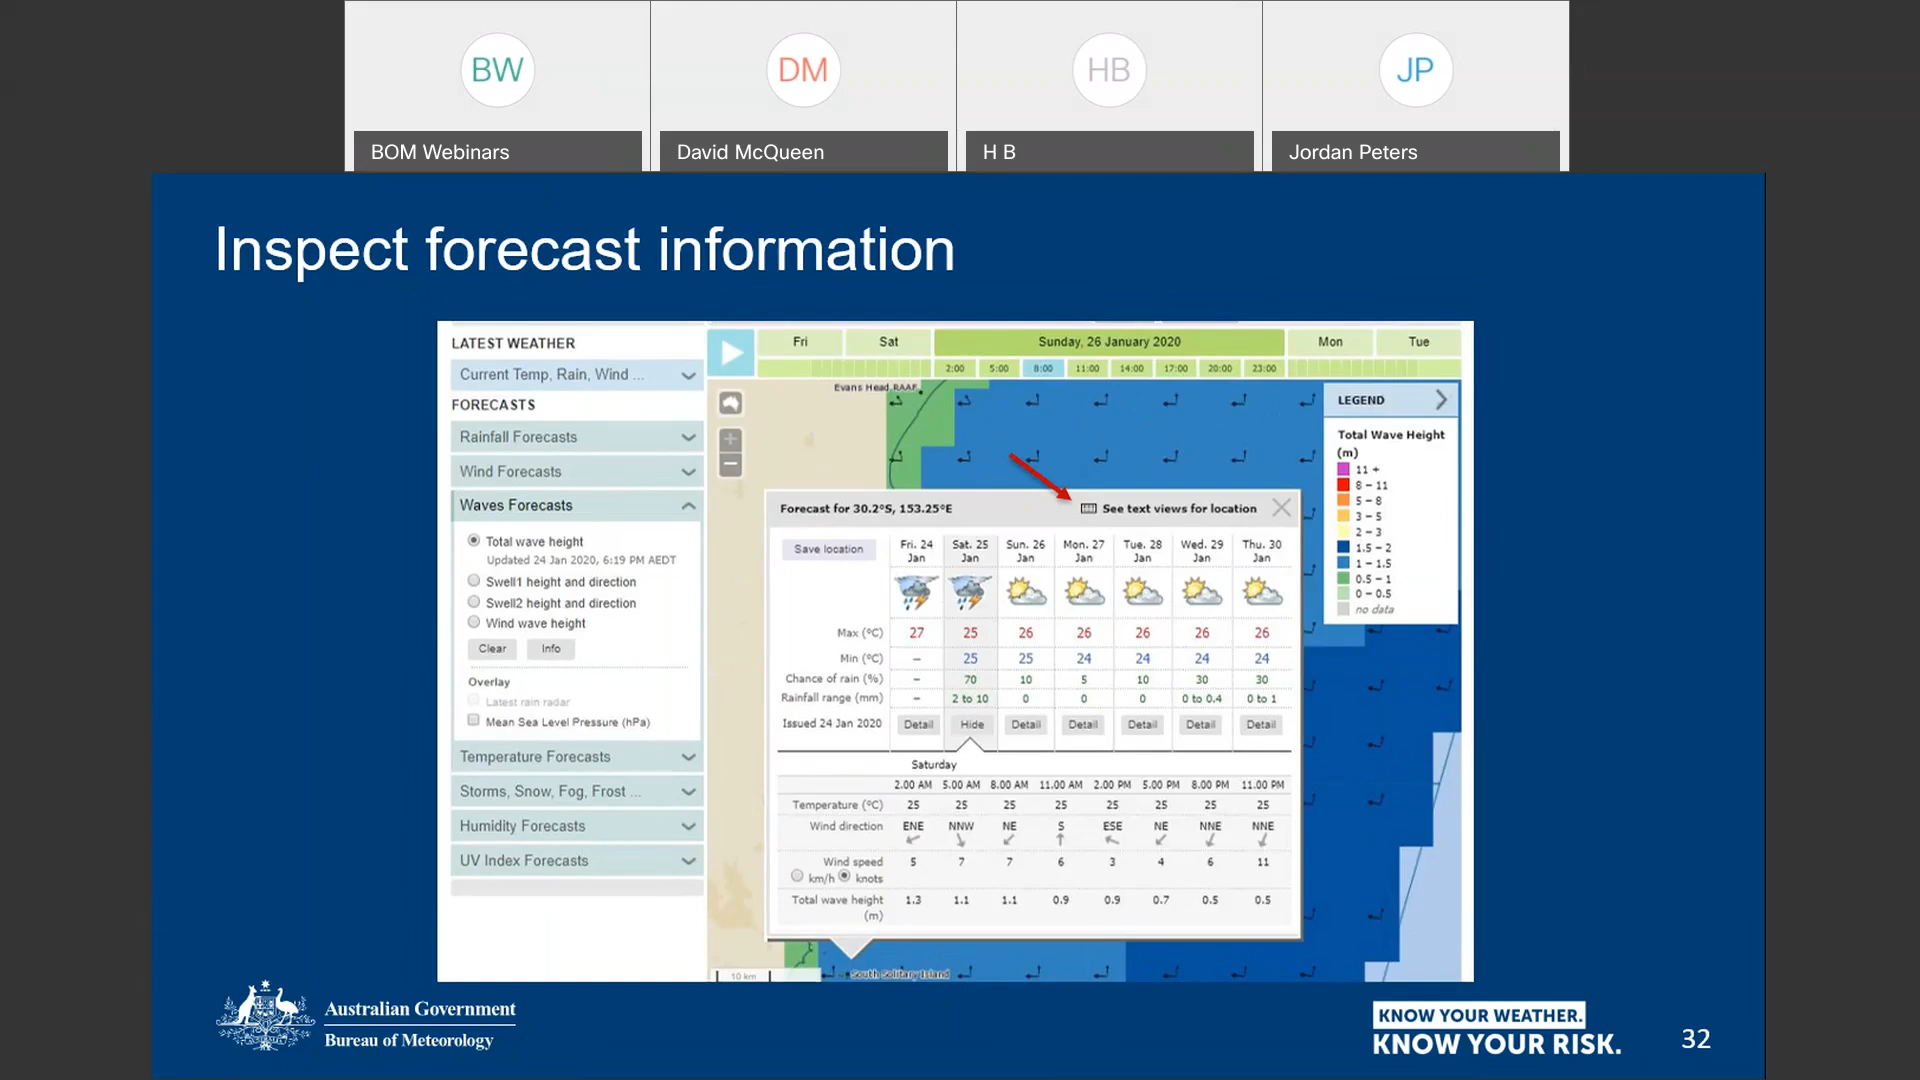 BW
DM
HB
JP
BOM Webinars
David McQueen
H B
Jordan Peters
Inspect forecast information
LATEST WEATHER
Current Temp, Rain, Wind ...
FORECASTS
Rainfall Forecasts
Wind Forecasts
Waves Forecasts
Total wave height
Updated 24 Jan 2020, 6:19 PM AEDT
Swell1 height and direction
Swell2 height and direction
Wind wave height
Clear Info
Overlay
Latest rain radar
Mean Sea Level Pressure (hPa)
Temperature Forecasts
Storms, Snow, Fog, Frost ...
Humidity Forecasts
UV Index Forecasts
Fri Sat Sunday, 26 January 2020 Mon Tue
2:00 5:00 8:00 11:00 14:00 17:00 20:00 23:00
Evans Head RAAF
LEGEND
Total Wave Height
(m)
11 +
8 – 11
5 – 8
3 – 5
2 – 3
1.5 – 2
1 – 1.5
0.5 – 1
0 – 0.5
no data
Forecast for 30.2°S, 153.25°E See text views for location
Save location
Fri. 24 Sat. 25 Sun. 26 Mon. 27 Tue. 28 Wed. 29 Thu. 30
Jan Jan Jan Jan Jan Jan Jan
Max (°C) 27 25 26 26 26 26 26
Min (°C) – 25 25 24 24 24 24
Chance of rain (%) – 70 10 5 10 30 30
Rainfall range (mm) – 2 to 10 0 0 0 0 to 0.4 0 to 1
Issued 24 Jan 2020 Detail Hide Detail Detail Detail Detail Detail
Saturday
2.00 AM 5.00 AM 8.00 AM 11.00 AM 2.00 PM 5.00 PM 8.00 PM 11.00 PM
Temperature (°C) 25 25 25 25 25 25 25 25
Wind direction ENE NNW NE S ESE NE NNE NNE
Wind speed 5 7 7 6 3 4 6 11
km/h knots
Total wave height 1.3 1.1 1.1 0.9 0.9 0.7 0.5 0.5
(m)
10 km
South Solitary Island
Australian Government
Bureau of Meteorology
KNOW YOUR WEATHER.
KNOW YOUR RISK.
32